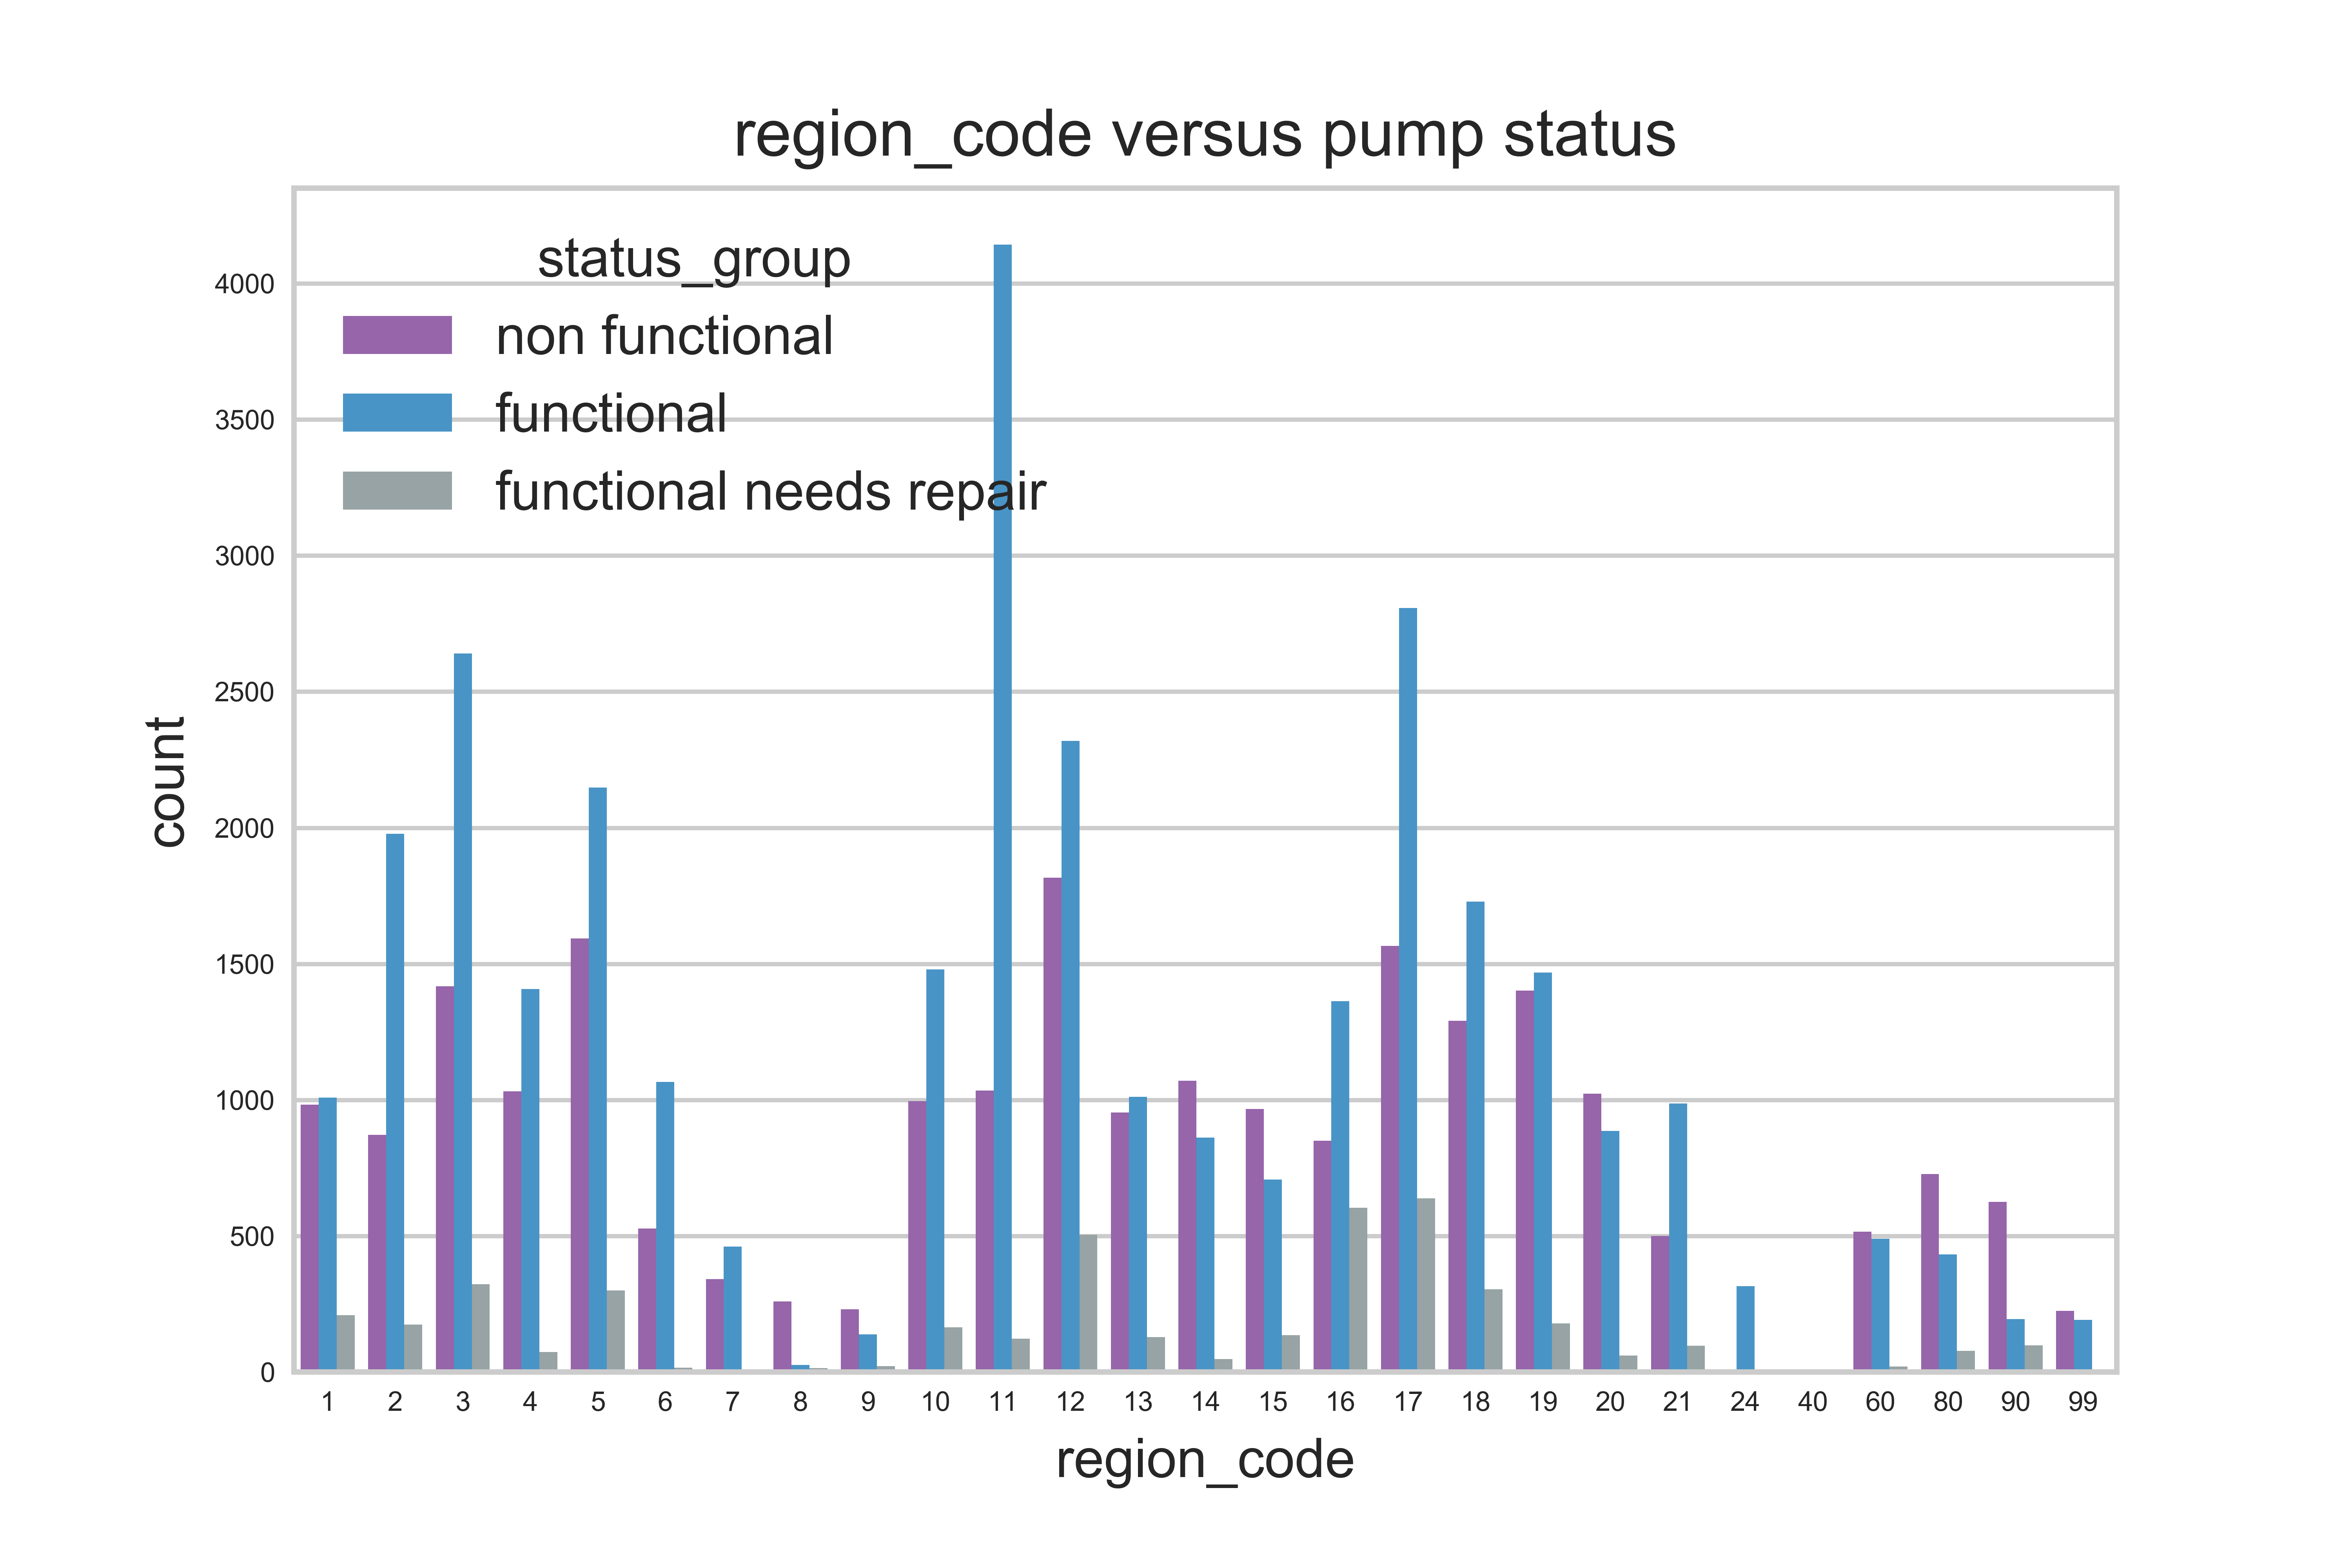 region_code versus pump status
status_group
non functional
functional
functional needs repair
4000
3500
3000
2500
2000
1500
1000
500
0
count
1 2 3 4 5 6 7 8 9 10 11 12 13 14 15 16 17 18 19 20 21 24 40 60 80 90 99
region_code